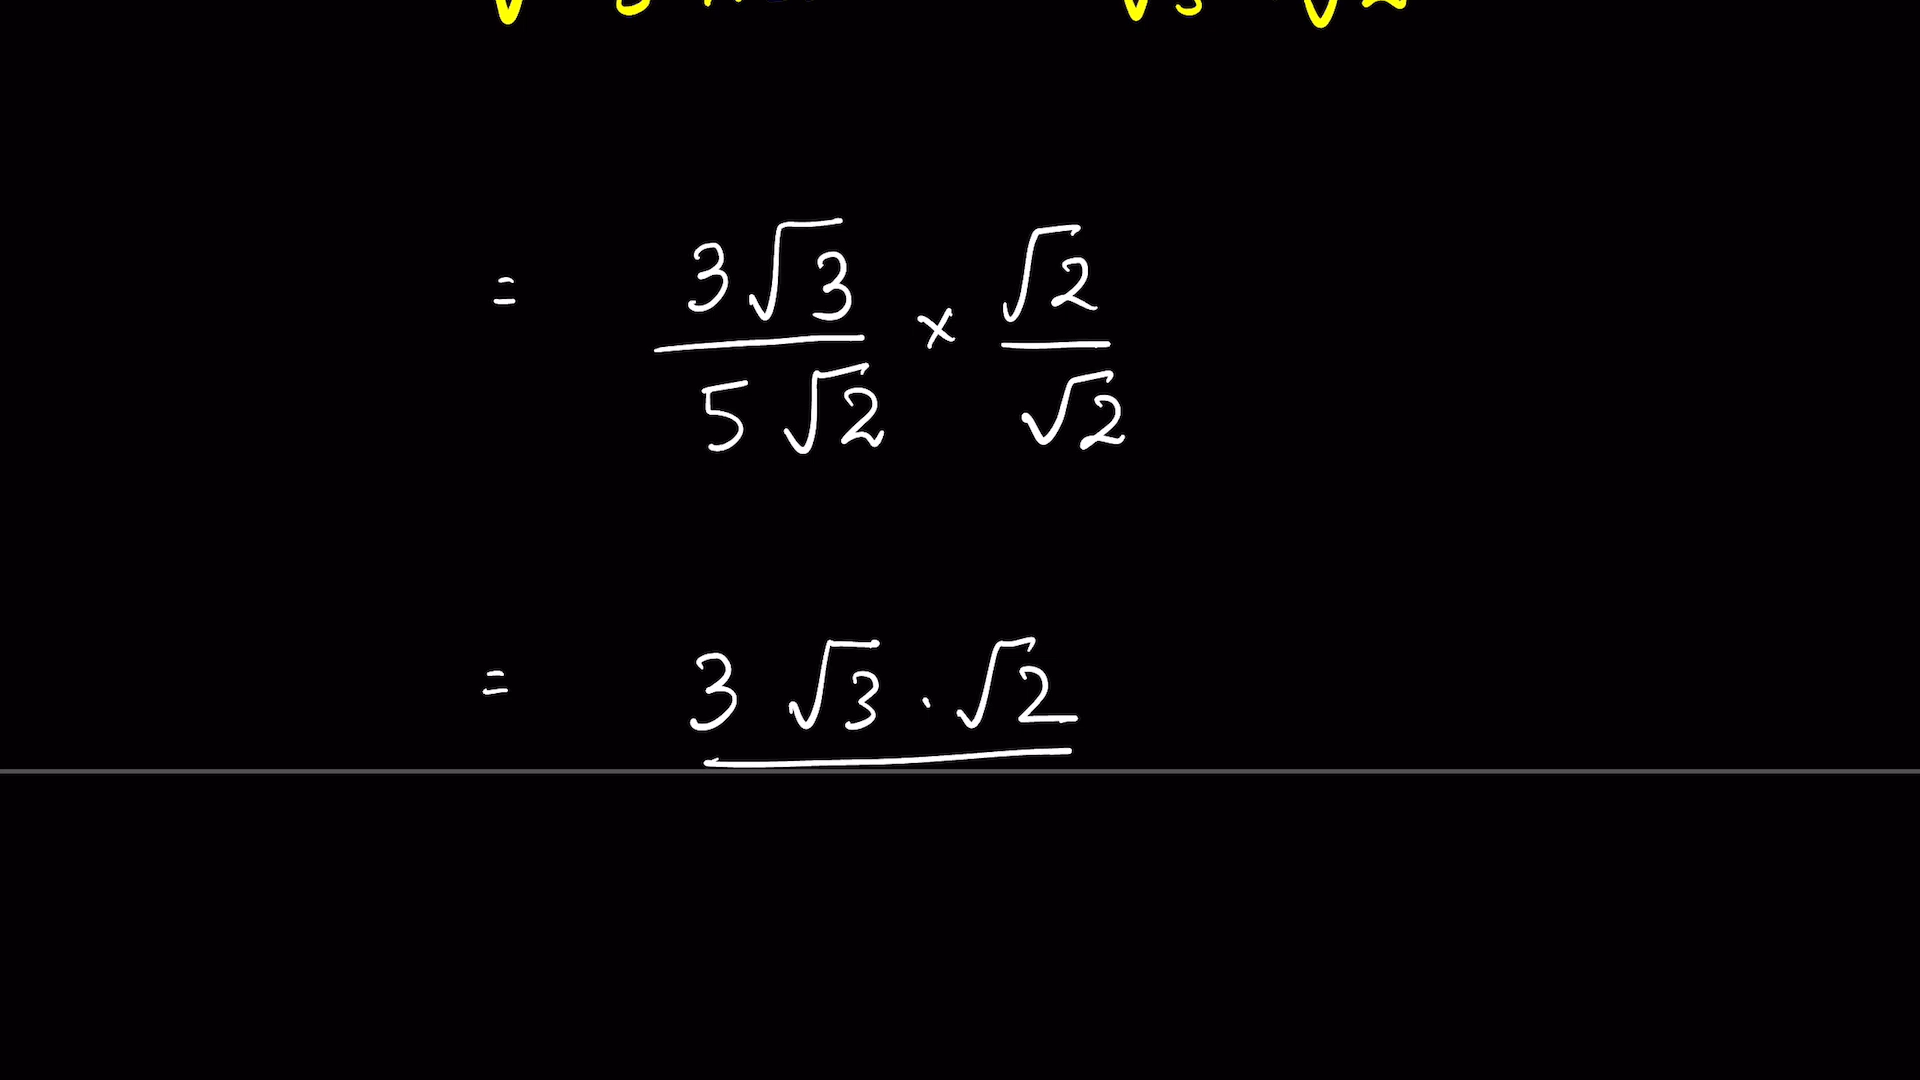 = 3√3 / 5√2 × √2 / √2
= 3 √3 · √2